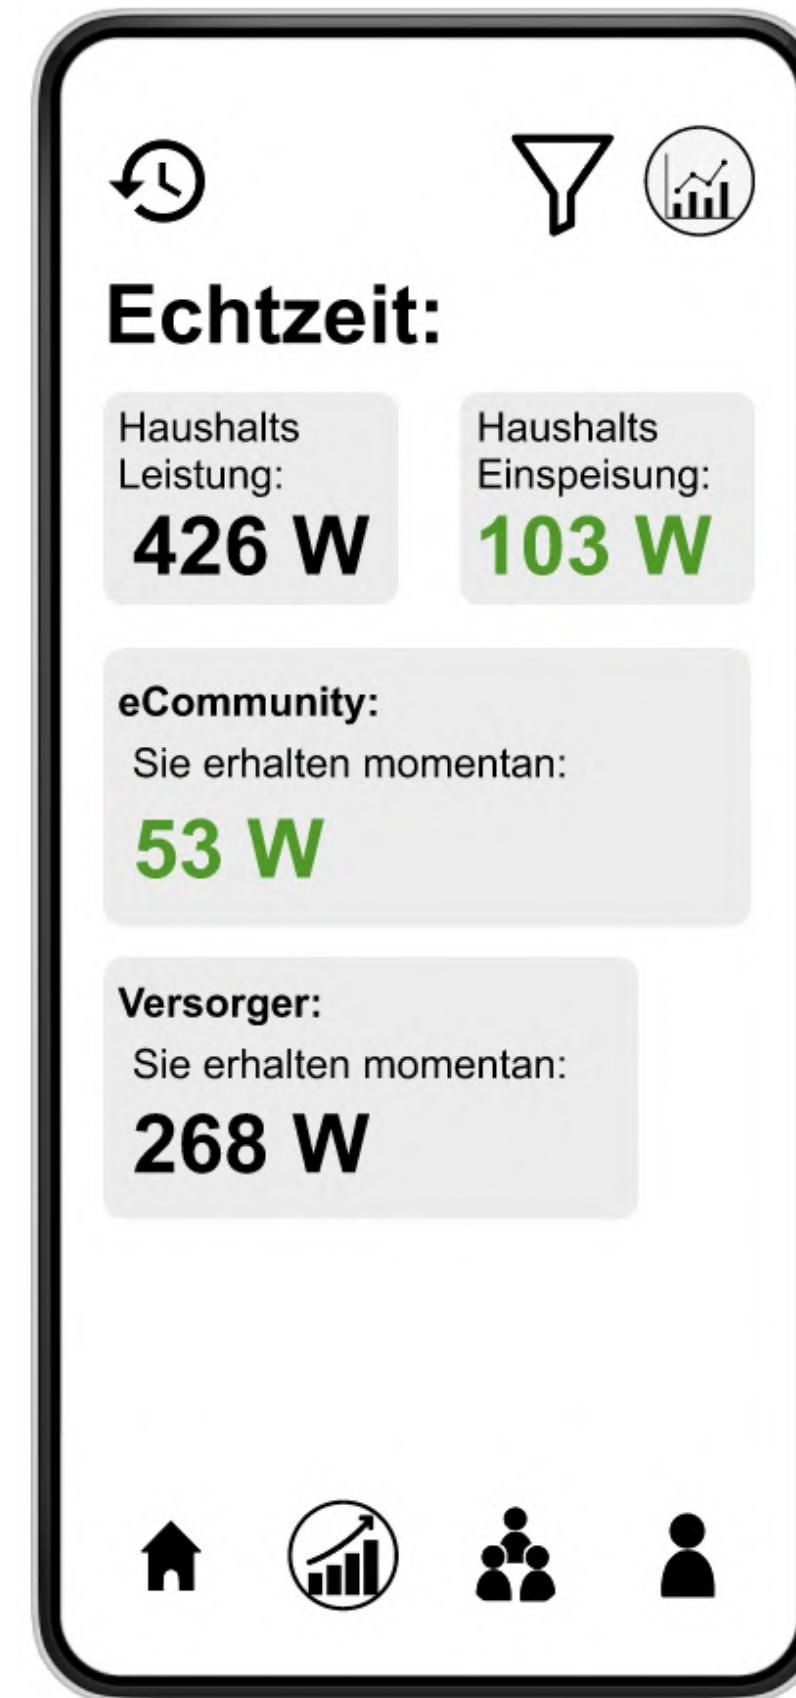 Echtzeit:
Haushalts
Leistung:
426 W
Haushalts
Einspeisung:
103 W
eCommunity:
Sie erhalten momentan:
53 W
Versorger:
Sie erhalten momentan:
268 W